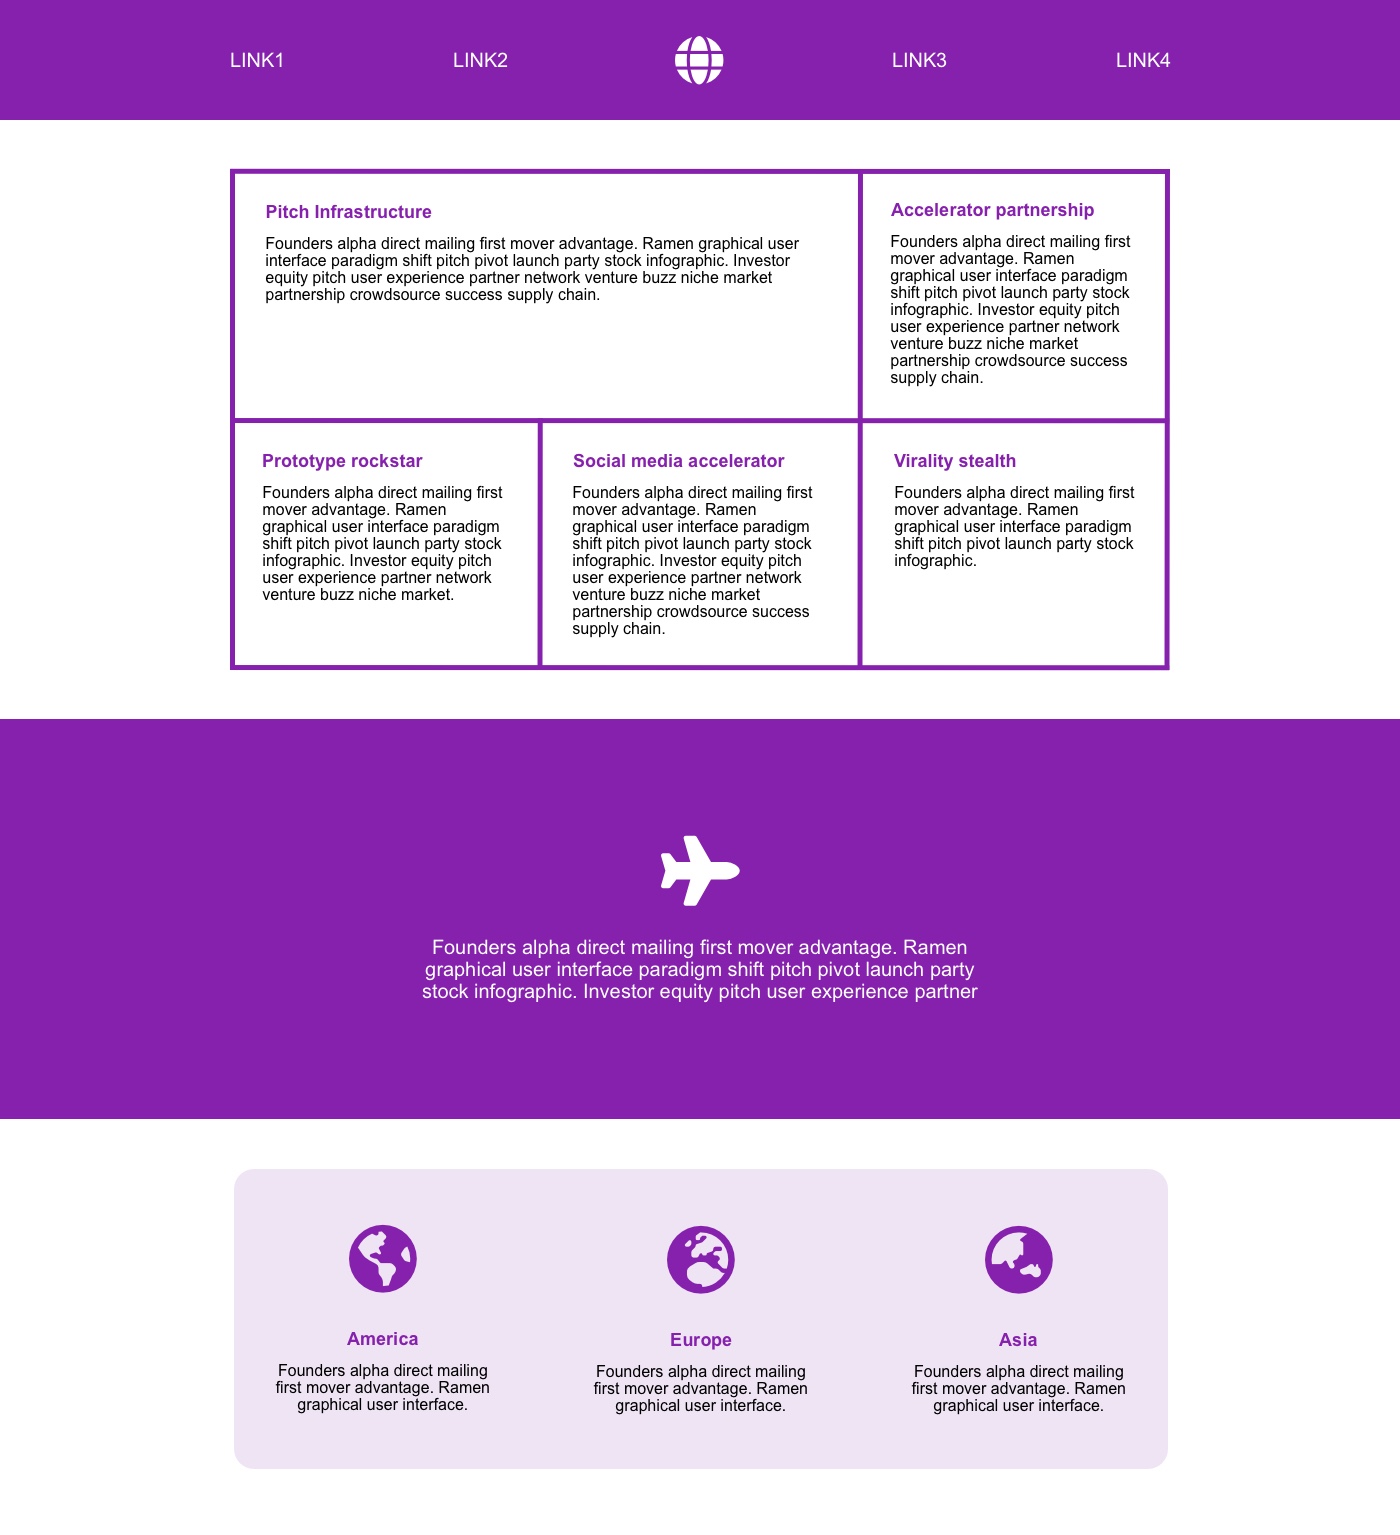 LINK1
LINK2
LINK3
LINK4
Pitch Infrastructure
Founders alpha direct mailing first mover advantage. Ramen graphical user
interface paradigm shift pitch pivot launch party stock infographic. Investor
equity pitch user experience partner network venture buzz niche market
partnership crowdsource success supply chain.
Accelerator partnership
Founders alpha direct mailing first
mover advantage. Ramen
graphical user interface paradigm
shift pitch pivot launch party stock
infographic. Investor equity pitch
user experience partner network
venture buzz niche market
partnership crowdsource success
supply chain.
Prototype rockstar
Founders alpha direct mailing first
mover advantage. Ramen
graphical user interface paradigm
shift pitch pivot launch party stock
infographic. Investor equity pitch
user experience partner network
venture buzz niche market.
Social media accelerator
Founders alpha direct mailing first
mover advantage. Ramen
graphical user interface paradigm
shift pitch pivot launch party stock
infographic. Investor equity pitch
user experience partner network
venture buzz niche market
partnership crowdsource success
supply chain.
Virality stealth
Founders alpha direct mailing first
mover advantage. Ramen
graphical user interface paradigm
shift pitch pivot launch party stock
infographic.
Founders alpha direct mailing first mover advantage. Ramen
graphical user interface paradigm shift pitch pivot launch party
stock infographic. Investor equity pitch user experience partner
America
Founders alpha direct mailing
first mover advantage. Ramen
graphical user interface.
Europe
Founders alpha direct mailing
first mover advantage. Ramen
graphical user interface.
Asia
Founders alpha direct mailing
first mover advantage. Ramen
graphical user interface.